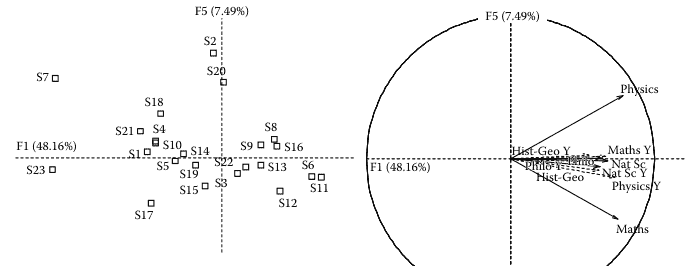 F5 (7.49%)
S2
S20
S7
S18
S21
S4
S8
F1 (48.16%)
S1
S10
S14
S9
S16
S23
S5
S19
S22
S13
S6
S15
S3
S11
S12
S17
F5 (7.49%)
Physics
Hist-Geo Y
Maths Y
F1 (48.16%)
Nat Sc
Nat Sc Y
Hist-Geo
Physics Y
Maths